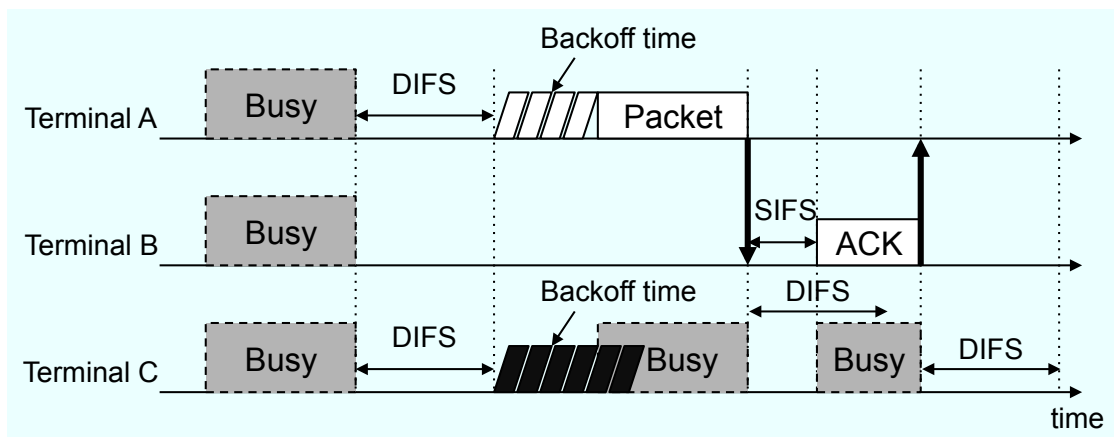 Backoff time
Terminal A
Busy
DIFS
Packet
Terminal B
Busy
SIFS
ACK
Backoff time
DIFS
Terminal C
Busy
DIFS
Busy
Busy
DIFS
time